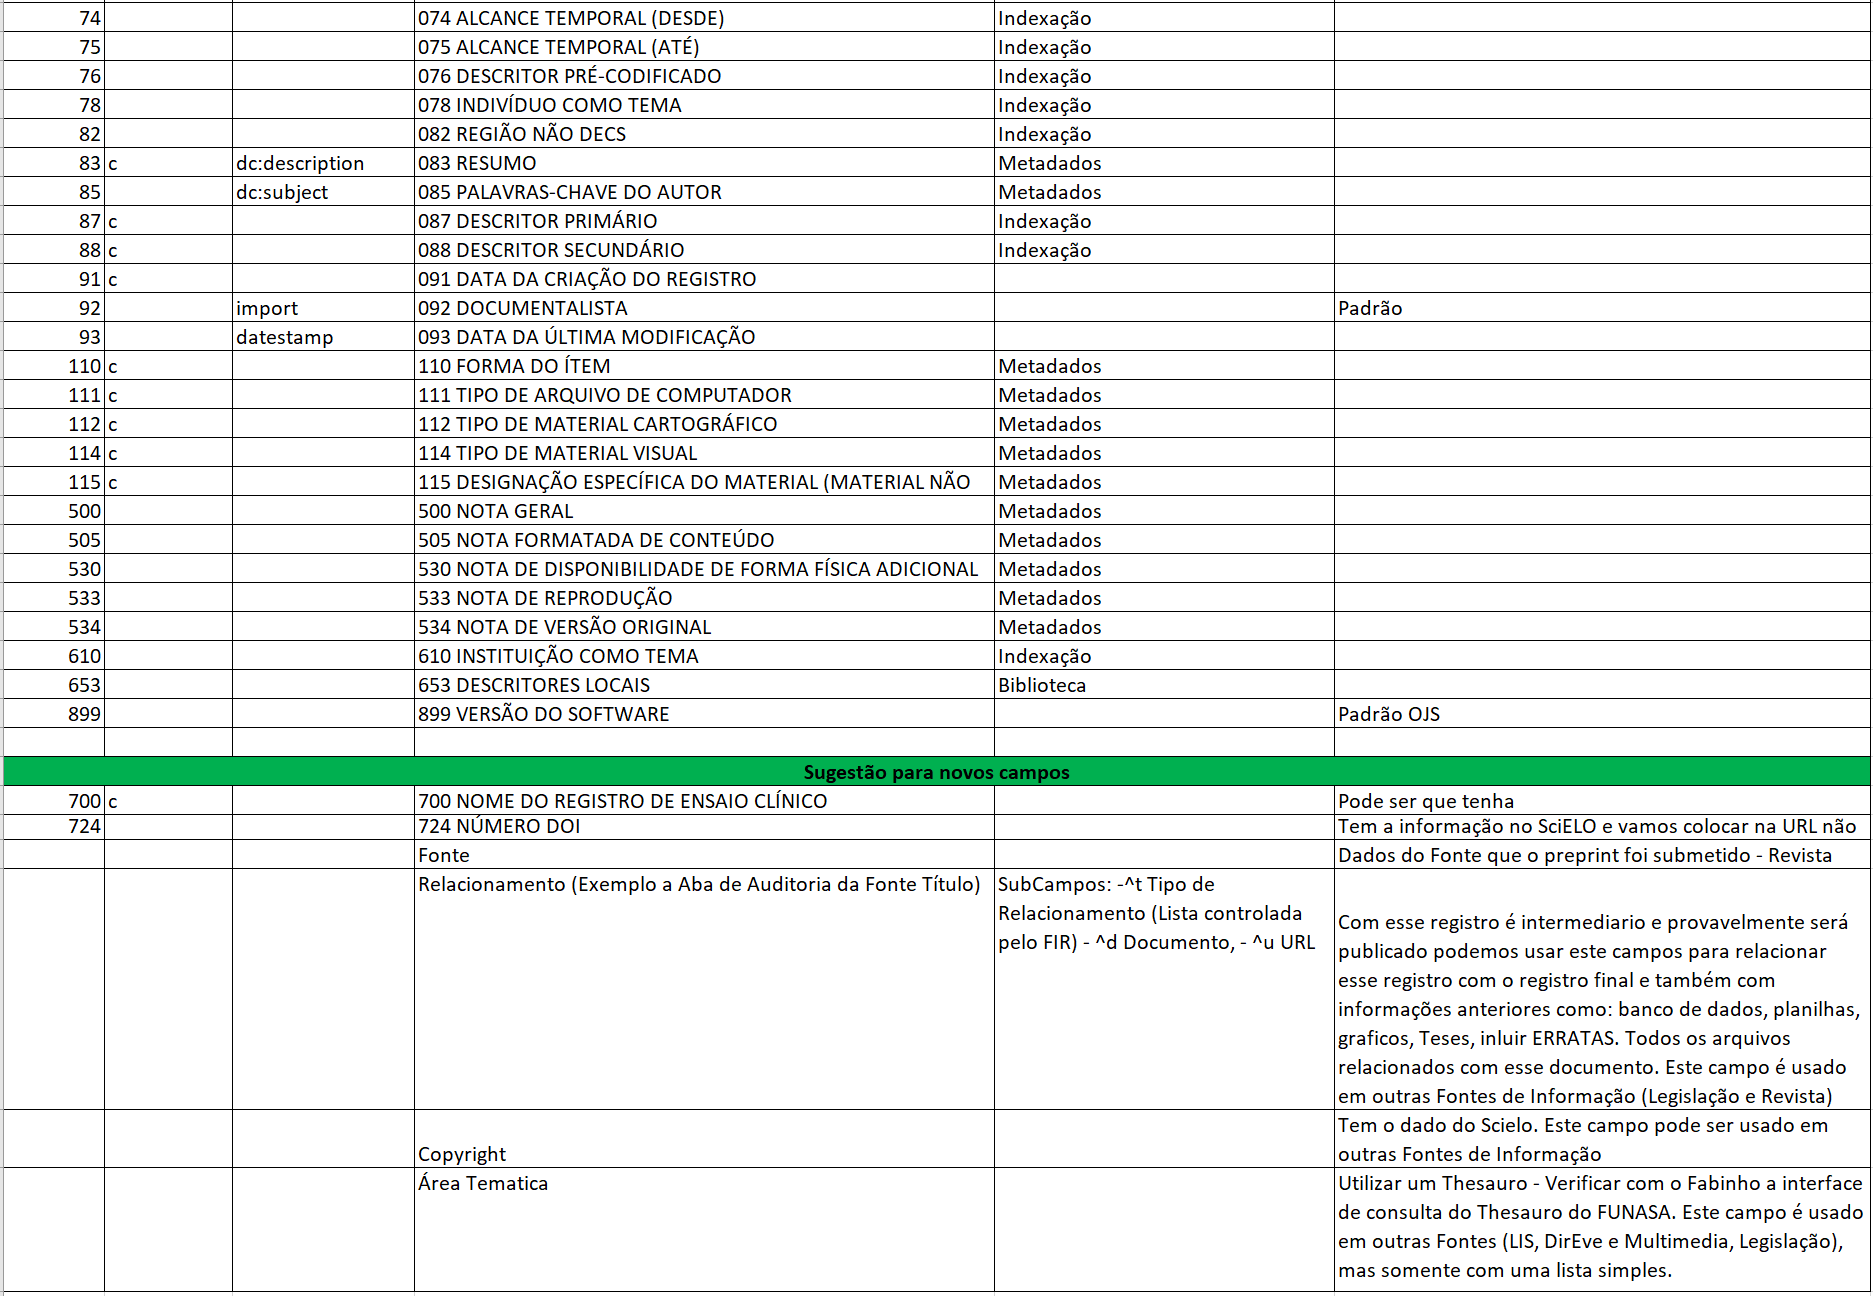 74 074 ALCANCE TEMPORAL (DESDE) Indexação
75 075 ALCANCE TEMPORAL (ATÉ) Indexação
76 076 DESCRITOR PRÉ-CODIFICADO Indexação
78 078 INDIVÍDUO COMO TEMA Indexação
82 082 REGIÃO NÃO DECS Indexação
83 c dc:description 083 RESUMO Metadados
85 dc:subject 085 PALAVRAS-CHAVE DO AUTOR Metadados
87 c 087 DESCRITOR PRIMÁRIO Indexação
88 c 088 DESCRITOR SECUNDÁRIO Indexação
91 c 091 DATA DA CRIAÇÃO DO REGISTRO
92 import 092 DOCUMENTALISTA Padrão
93 datestamp 093 DATA DA ÚLTIMA MODIFICAÇÃO
110 c 110 FORMA DO ÍTEM Metadados
111 c 111 TIPO DE ARQUIVO DE COMPUTADOR Metadados
112 c 112 TIPO DE MATERIAL CARTOGRÁFICO Metadados
114 c 114 TIPO DE MATERIAL VISUAL Metadados
115 c 115 DESIGNAÇÃO ESPECÍFICA DO MATERIAL (MATERIAL NÃO Metadados
500 500 NOTA GERAL Metadados
505 505 NOTA FORMATADA DE CONTEÚDO Metadados
530 530 NOTA DE DISPONIBILIDADE DE FORMA FÍSICA ADICIONAL Metadados
533 533 NOTA DE REPRODUÇÃO Metadados
534 534 NOTA DE VERSÃO ORIGINAL Metadados
610 610 INSTITUIÇÃO COMO TEMA Indexação
653 653 DESCRITORES LOCAIS Biblioteca
899 899 VERSÃO DO SOFTWARE Padrão OJS
Sugestão para novos campos
700 c 700 NOME DO REGISTRO DE ENSAIO CLÍNICO Pode ser que tenha
724 724 NÚMERO DOI Tem a informação no SciELO e vamos colocar na URL não
Fonte Dados do Fonte que o preprint foi submetido - Revista
Relacionamento (Exemplo a Aba de Auditoria da Fonte Título)
SubCampos: -^t Tipo de
Relacionamento (Lista controlada
pelo FIR) - ^d Documento, - ^u URL
Com esse registro é intermediario e provavelmente será
publicado podemos usar este campos para relacionar
esse registro com o registro final e também com
informações anteriores como: banco de dados, planilhas,
graficos, Teses, inluir ERRATAS. Todos os arquivos
relacionados com esse documento. Este campo é usado
em outras Fontes de Informação (Legislação e Revista)
Copyright
Tem o dado do Scielo. Este campo pode ser usado em
outras Fontes de Informação
Área Tematica
Utilizar um Thesauro - Verificar com o Fabinho a interface
de consulta do Thesauro do FUNASA. Este campo é usado
em outras Fontes (LIS, DirEve e Multimedia, Legislação),
mas somente com uma lista simples.